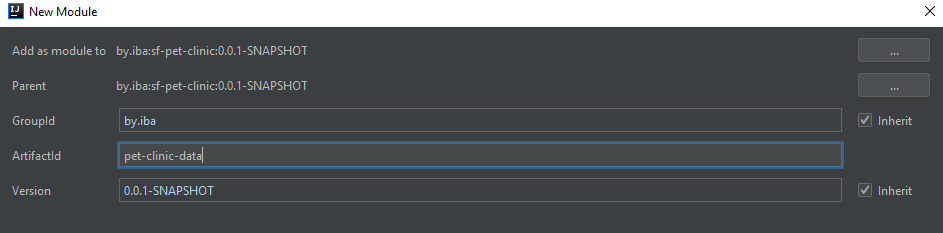 IJ New Module
Add as module to by.iba:sf-pet-clinic:0.0.1-SNAPSHOT ...
Parent by.iba:sf-pet-clinic:0.0.1-SNAPSHOT ...
GroupId by.iba Inherit
ArtifactId pet-clinic-data
Version 0.0.1-SNAPSHOT Inherit